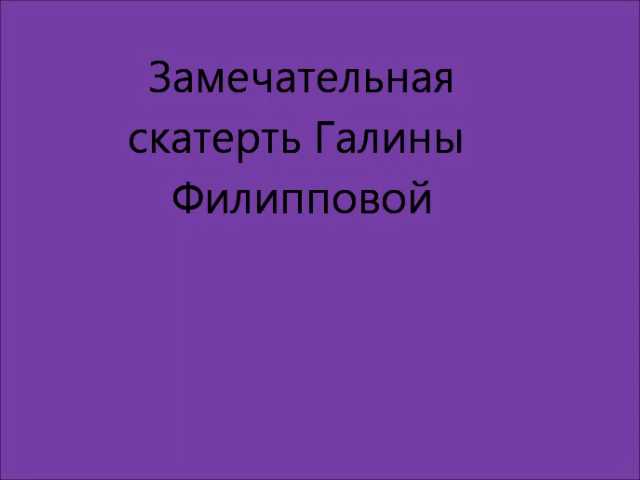 Замечательная
скатерть Галины
Филипповой